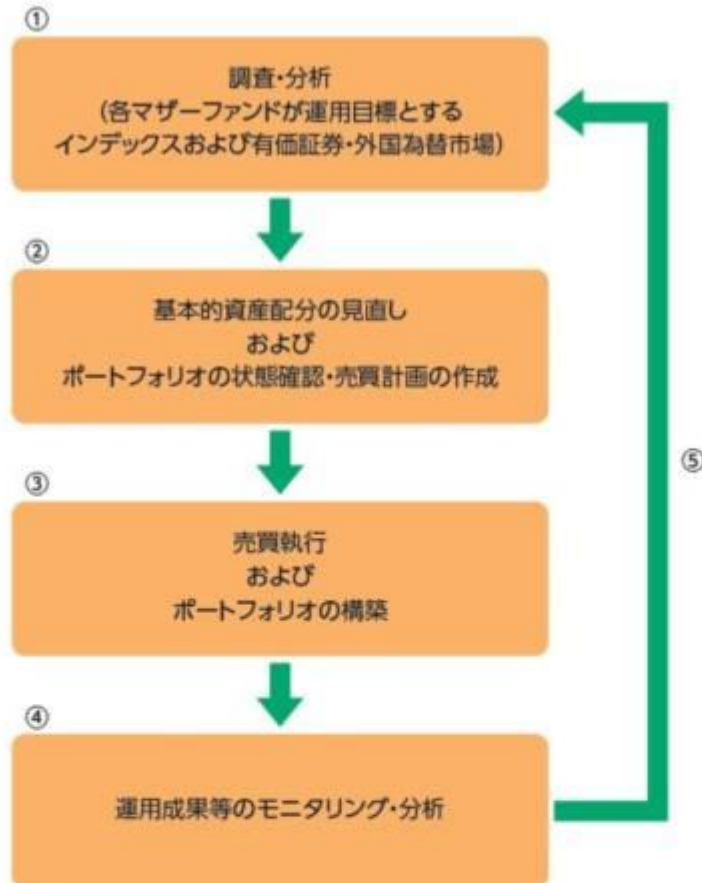 ①
調査・分析
(各マザーファンドが運用目標とする
インデックスおよび有価証券・外国為替市場)
②
基本的資産配分の見直し
および
ポートフォリオの状態確認・売買計画の作成
③
売買執行
および
ポートフォリオの構築
④
運用成果等のモニタリング・分析
⑤